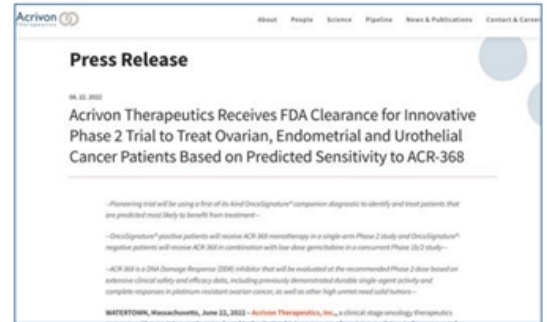 Acrivon
Therapeutics
About People Science Pipeline News & Publications Contact & Career
Press Release
06.22.2022
Acrivon Therapeutics Receives FDA Clearance for Innovative
Phase 2 Trial to Treat Ovarian, Endometrial and Urothelial
Cancer Patients Based on Predicted Sensitivity to ACR-368
--Pioneering trial will be using a first of its kind OncoSignature® companion diagnostic to identify and treat patients that
are predicted most likely to benefit from treatment--
--OncoSignature®-positive patients will receive ACR-368 monotherapy in a single-arm Phase 2 study and OncoSignature®-
negative patients will receive ACR-368 in combination with low dose gemcitabine in a concurrent Phase 1b/2 study--
--ACR-368 is a DNA Damage Response (DDR) inhibitor that will be evaluated at the recommended Phase 2 dose based on
extensive clinical safety and efficacy data, including previously demonstrated durable single-agent activity and
complete responses in platinum-resistant ovarian cancer, as well as other high unmet need solid tumors--
WATERTOWN, Massachusetts, June 22, 2022 – Acrivon Therapeutics, Inc., a clinical stage oncology therapeutics